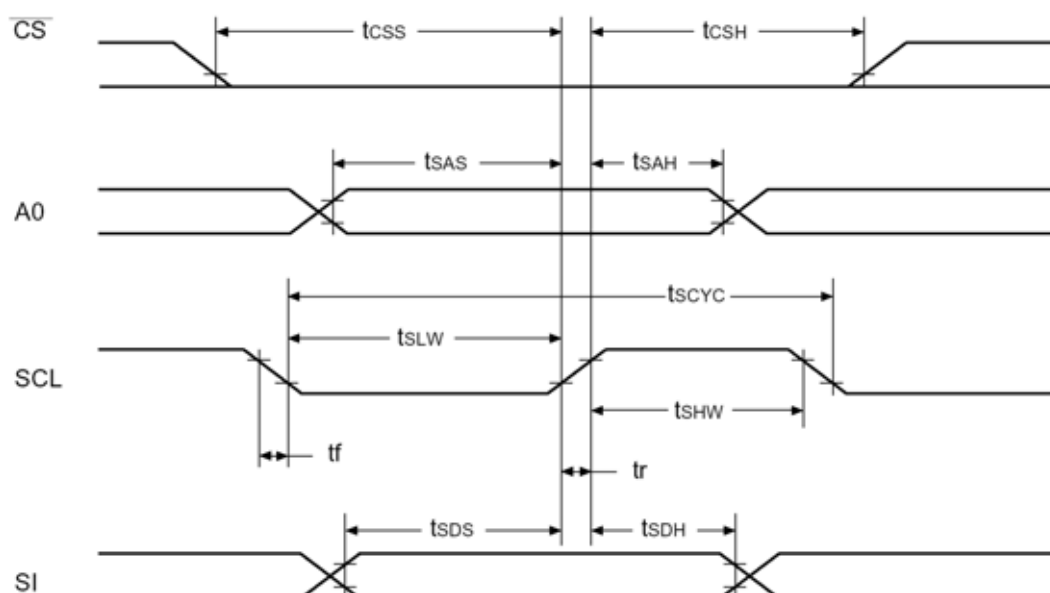 CS tCSS tCSH
tSAS tSAH
A0
tSCYC
tSLW
SCL
tSHW
tf tr
tSDS tSDH
SI